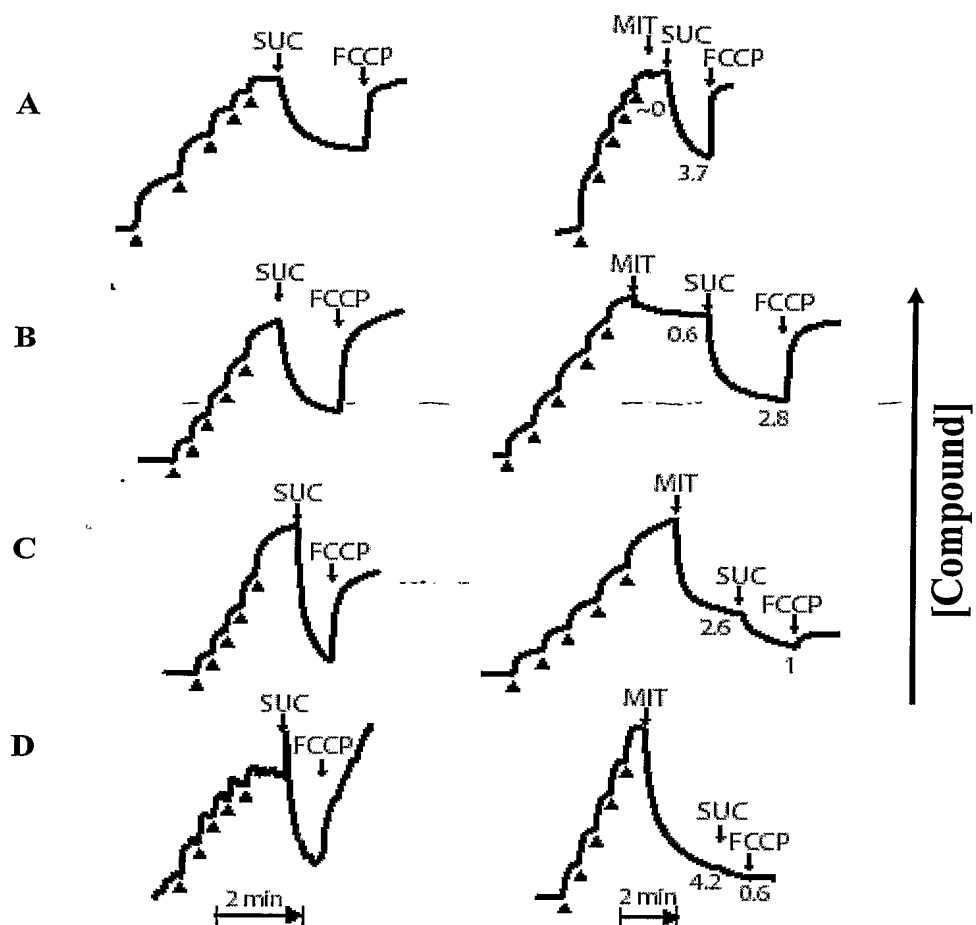 A
SUC
FCCP
MIT
SUC
FCCP
~0
3.7
B
SUC
FCCP
MIT
SUC
FCCP
0.6
2.8
C
SUC
FCCP
MIT
SUC
FCCP
2.6
1
D
SUC
FCCP
MIT
SUC
FCCP
4.2
0.6
2 min
2 min
[Compound]